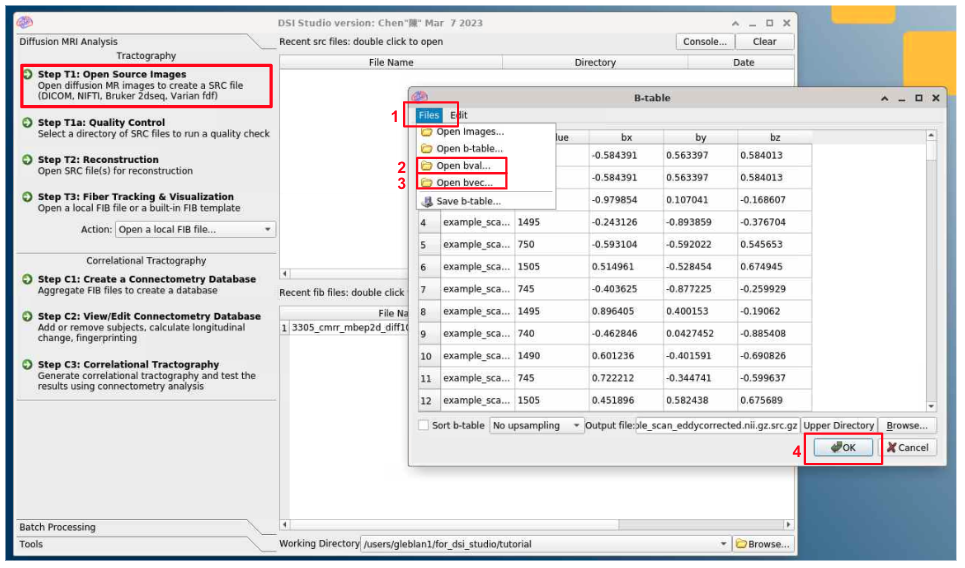 DSI Studio version: Chen"陳" Mar 7 2023
Diffusion MRI Analysis
Tractography
Step T1: Open Source Images
Open diffusion MR images to create a SRC file
(DICOM, NIFTI, Bruker 2dseq, Varian fdf)
Step T1a: Quality Control
Select a directory of SRC files to run a quality check
Step T2: Reconstruction
Open SRC file(s) for reconstruction
Step T3: Fiber Tracking & Visualization
Open a local FIB file or a built-in FIB template
Action: Open a local FIB file...
Correlational Tractography
Step C1: Create a Connectometry Database
Aggregate FIB files to create a database
Step C2: View/Edit Connectometry Database
Add or remove subjects, calculate longitudinal
change, fingerprinting
Step C3: Correlational Tractography
Generate correlational tractography and test the
results using connectometry analysis
Batch Processing
Tools
Recent src files: double click to open
Console... Clear
File Name Directory Date
Recent fib files: double click
File Na
1 3305_cmrr_mbep2d_diff10
Working Directory /users/gleblan1/for_dsi_studio/tutorial
Browse...
B-table
1 Files Edit
Open Images...
Open b-table...
2 Open bval...
3 Open bvec...
Save b-table...
lue bx by bz
-0.584391 0.563397 0.584013
-0.584391 0.563397 0.584013
-0.979854 0.107041 -0.168607
4 example_sca... 1495 -0.243126 -0.893859 -0.376704
5 example_sca... 750 -0.593104 -0.592022 0.545653
6 example_sca... 1505 0.514961 -0.528454 0.674945
7 example_sca... 745 -0.403625 -0.877225 -0.259929
8 example_sca... 1495 0.896405 0.400153 -0.19062
9 example_sca... 740 -0.462846 0.0427452 -0.885408
10 example_sca... 1490 0.601236 -0.401591 -0.690826
11 example_sca... 745 0.722212 -0.344741 -0.599637
12 example_sca... 1505 0.451896 0.582438 0.675689
Sort b-table No upsampling Output file: ple_scan_eddycorrected.nii.gz.src.gz Upper Directory Browse...
4 OK Cancel